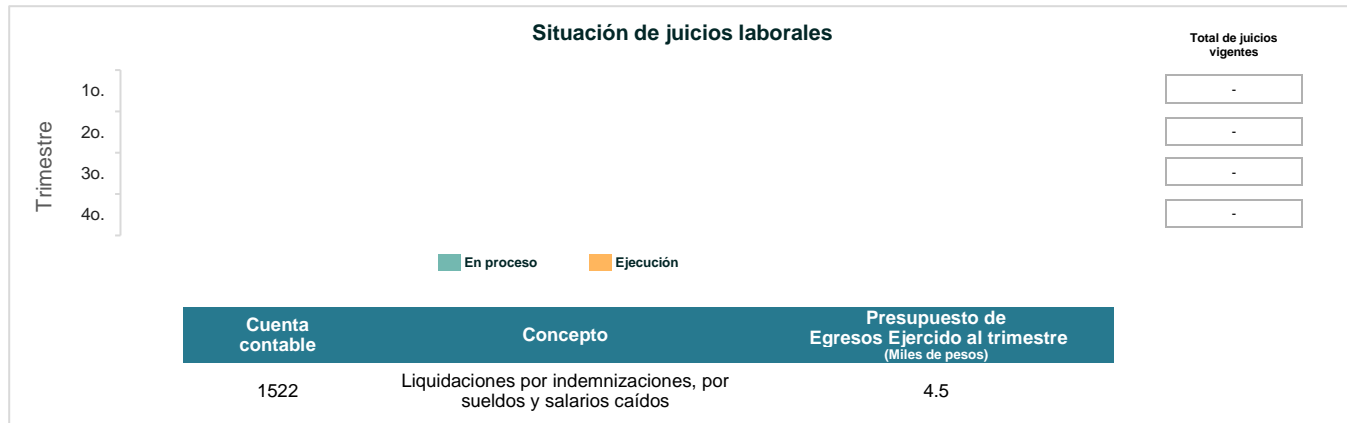 Situación de juicios laborales
Total de juicios
vigentes
Trimestre
1o.
-
2o.
-
3o.
-
4o.
-
En proceso
Ejecución
Cuenta
contable
Concepto
Presupuesto de
Egresos Ejercido al trimestre
(Miles de pesos)
1522
Liquidaciones por indemnizaciones, por
sueldos y salarios caídos
4.5